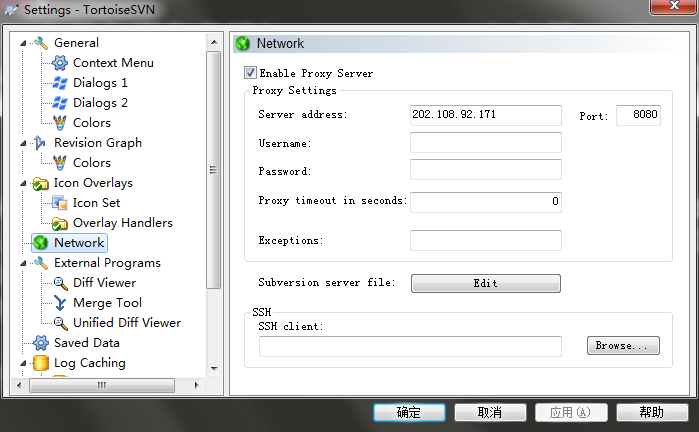 Settings - TortoiseSVN
General
Context Menu
Dialogs 1
Dialogs 2
Colors
Revision Graph
Colors
Icon Overlays
Icon Set
Overlay Handlers
Network
External Programs
Diff Viewer
Merge Tool
Unified Diff Viewer
Saved Data
Log Caching
Network
Enable Proxy Server
Proxy Settings
Server address: 202.108.92.171 Port: 8080
Username:
Password:
Proxy timeout in seconds: 0
Exceptions:
Subversion server file: Edit
SSH
SSH client:
Browse...
确定 取消 应用(A) 帮助